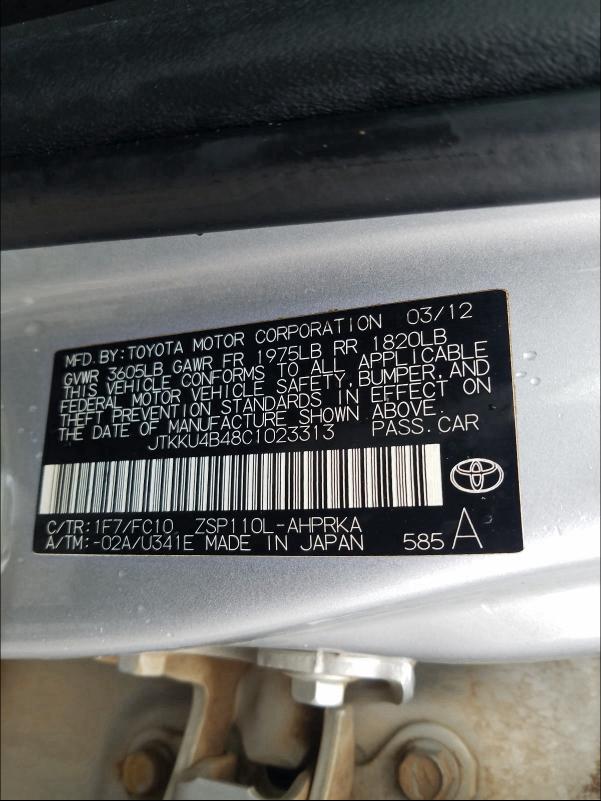 MFD. BY: TOYOTA MOTOR CORPORATION 03/12
GVWR 3605LB GAWR FR 1975LB RR 1820LB
THIS VEHICLE CONFORMS TO ALL APPLICABLE
FEDERAL MOTOR VEHICLE SAFETY, BUMPER, AND
THEFT PREVENTION STANDARDS IN EFFECT ON
THE DATE OF MANUFACTURE SHOWN ABOVE.
JTKKU4B48C1023313 PASS. CAR
C/TR: 1F7/FC10 ZSP110L-AHPRKA
A/TM: -02A/U341E MADE IN JAPAN 585 A